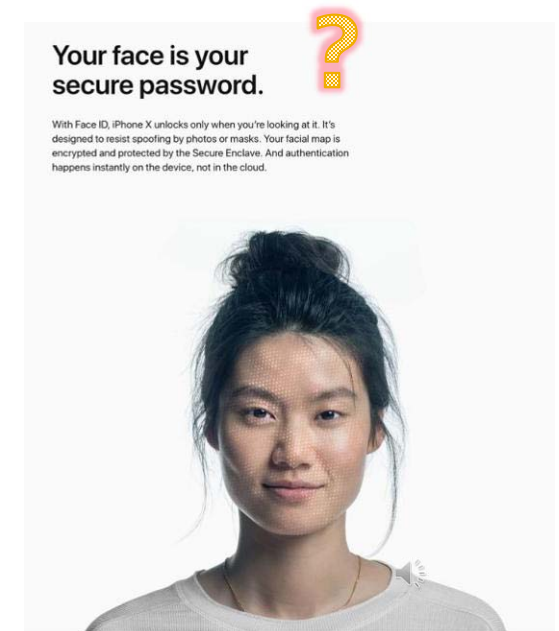 Your face is your
secure password.
?
With Face ID, iPhone X unlocks only when you're looking at it. It's
designed to resist spoofing by photos or masks. Your facial map is
encrypted and protected by the Secure Enclave. And authentication
happens instantly on the device, not in the cloud.